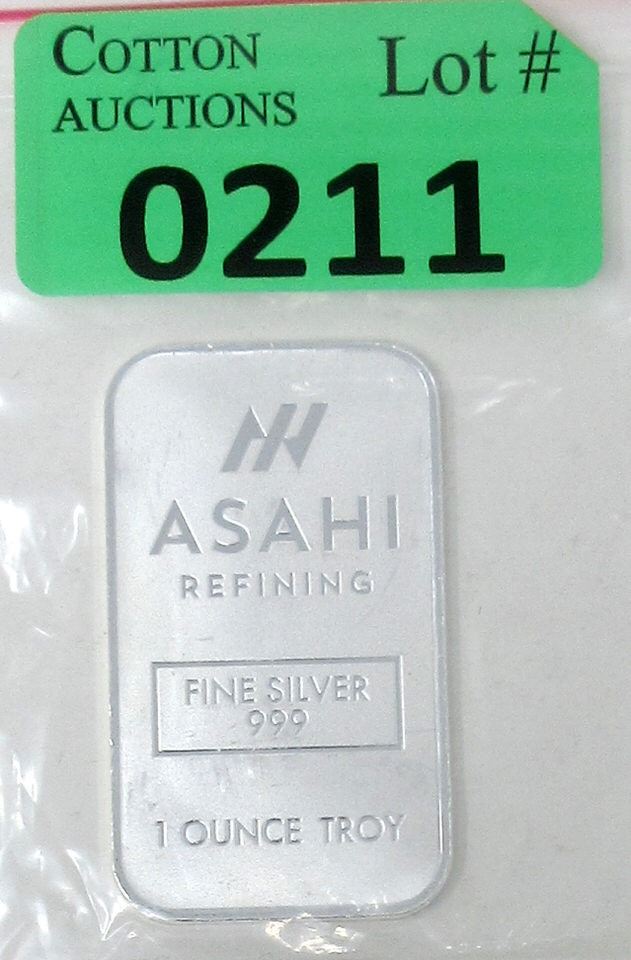 COTTON Lot #
AUCTIONS
0211
ASAHI
REFINING
FINE SILVER
999
1 OUNCE TROY